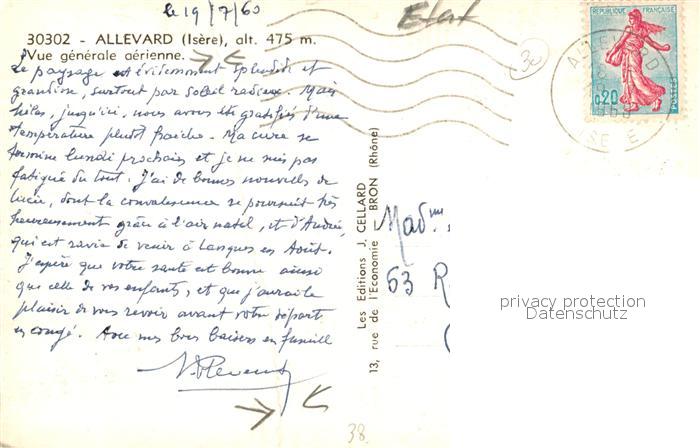 le 19/7/60
Etat
30302 - ALLEVARD (Isère), alt. 475 m.
Vue générale aérienne.
Le paysage est évidemment splendide et
grandiose, surtout par soleil radieux. Mais
hélas, jusqu'ici, nous avons été gratifiés d'une
température plutôt fraîche. Ma cure se
termine lundi prochain et je ne suis pas
fatiguée du tout. J'ai de bonnes nouvelles de
Lucie, dont la convalescence se poursuit très
heureusement grâce à l'air natal, et d'Andrée,
qui est ravie de venir à Langres en Août.
J'espère que votre santé est bonne ainsi
que celle de vos enfants, et que j'aurai le
plaisir de vous revoir avant votre départ
en congé. Avec mes bons baisers en famille
Les Editions J. CELLARD
13, rue de l'Economie - BRON (Rhône)
Mad
63 R
REPUBLIQUE FRANÇAISE
0,20
POSTES
ALLEVARD
ISERE
30
38
privacy protection
Datenschutz